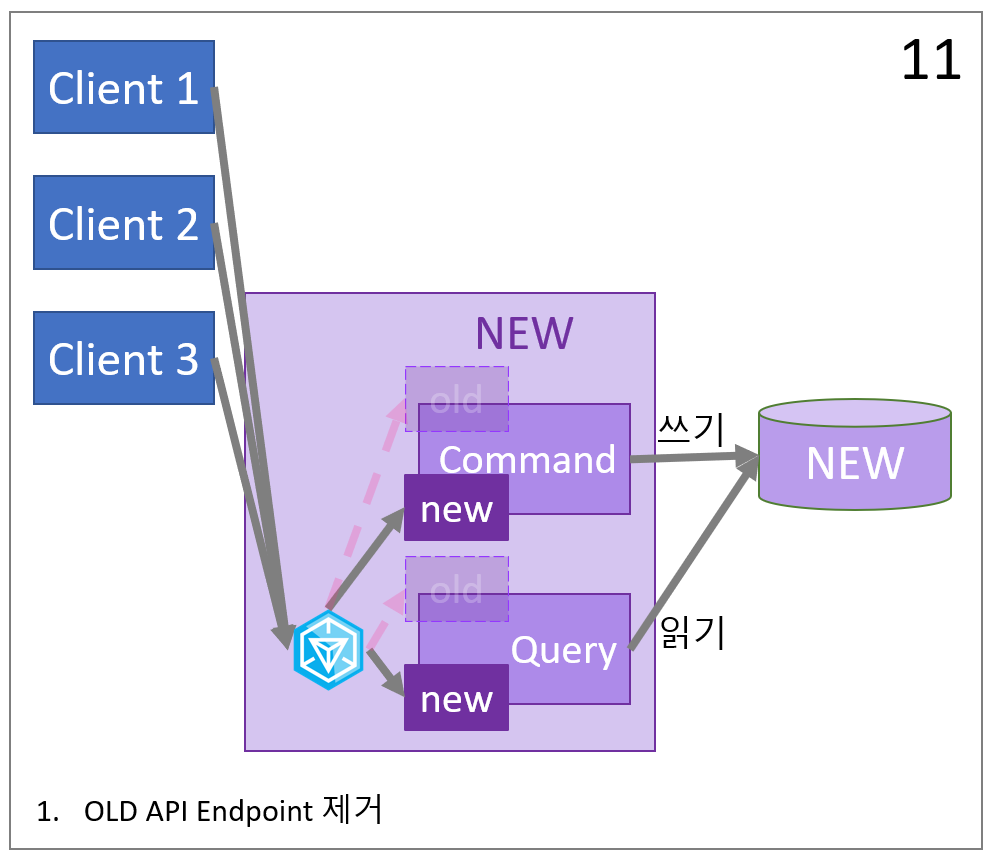 11
Client 1
Client 2
Client 3
NEW
old
Command
new
쓰기
NEW
old
Query
new
읽기
1. OLD API Endpoint 제거